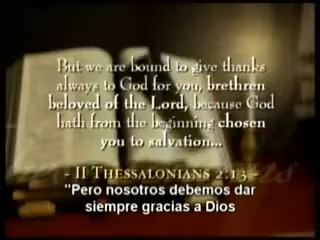 But we are bound to give thanks
always to God for you, brethren
beloved of the Lord, because God
hath from the beginning chosen
you to salvation...
- II THESSALONIANS 2:13 -
"Pero nosotros debemos dar
siempre gracias a Dios